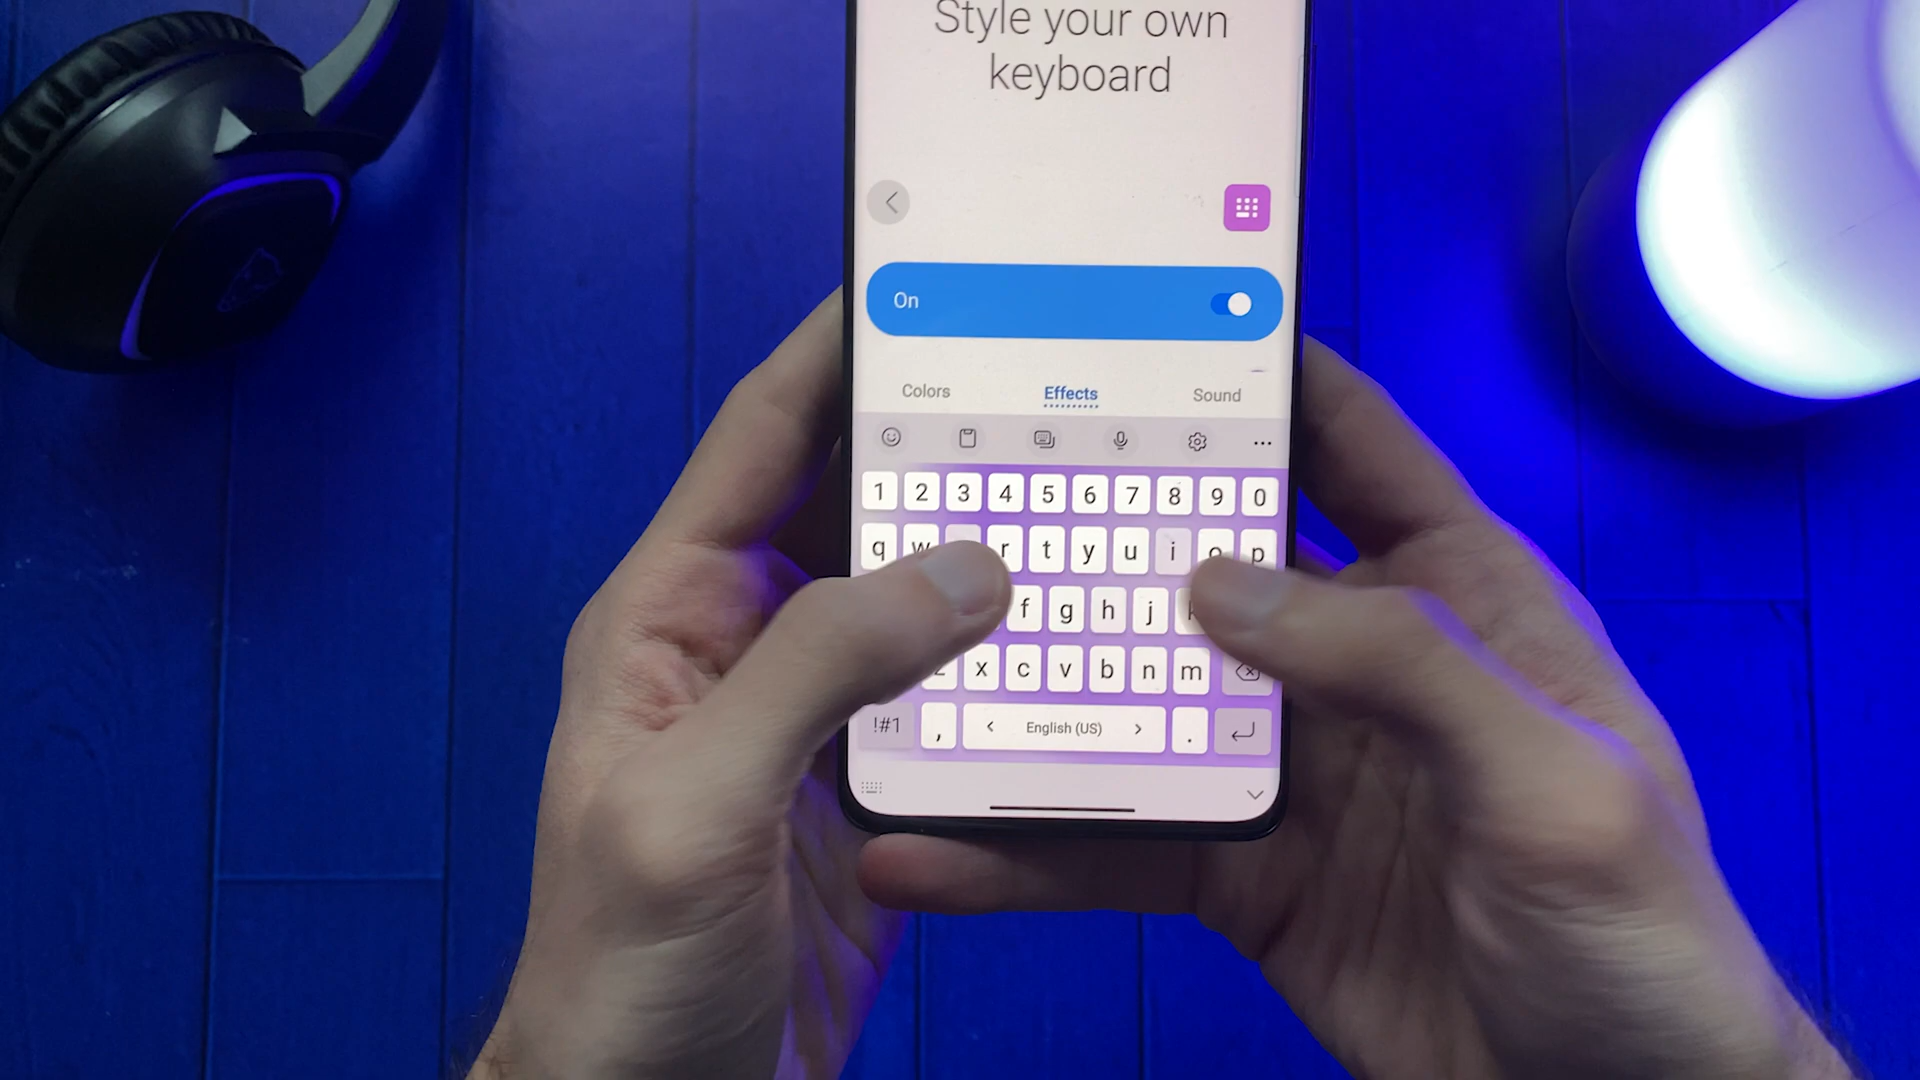 Style your own
keyboard
On
Colors Effects Sound
1 2 3 4 5 6 7 8 9 0
q w r t y u i o p
f g h j k
z x c v b n m
!#1 , < English (US) > .